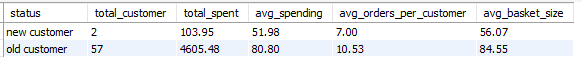 status total_customer total_spent avg_spending avg_orders_per_customer avg_basket_size
new customer 2 103.95 51.98 7.00 56.07
old customer 57 4605.48 80.80 10.53 84.55